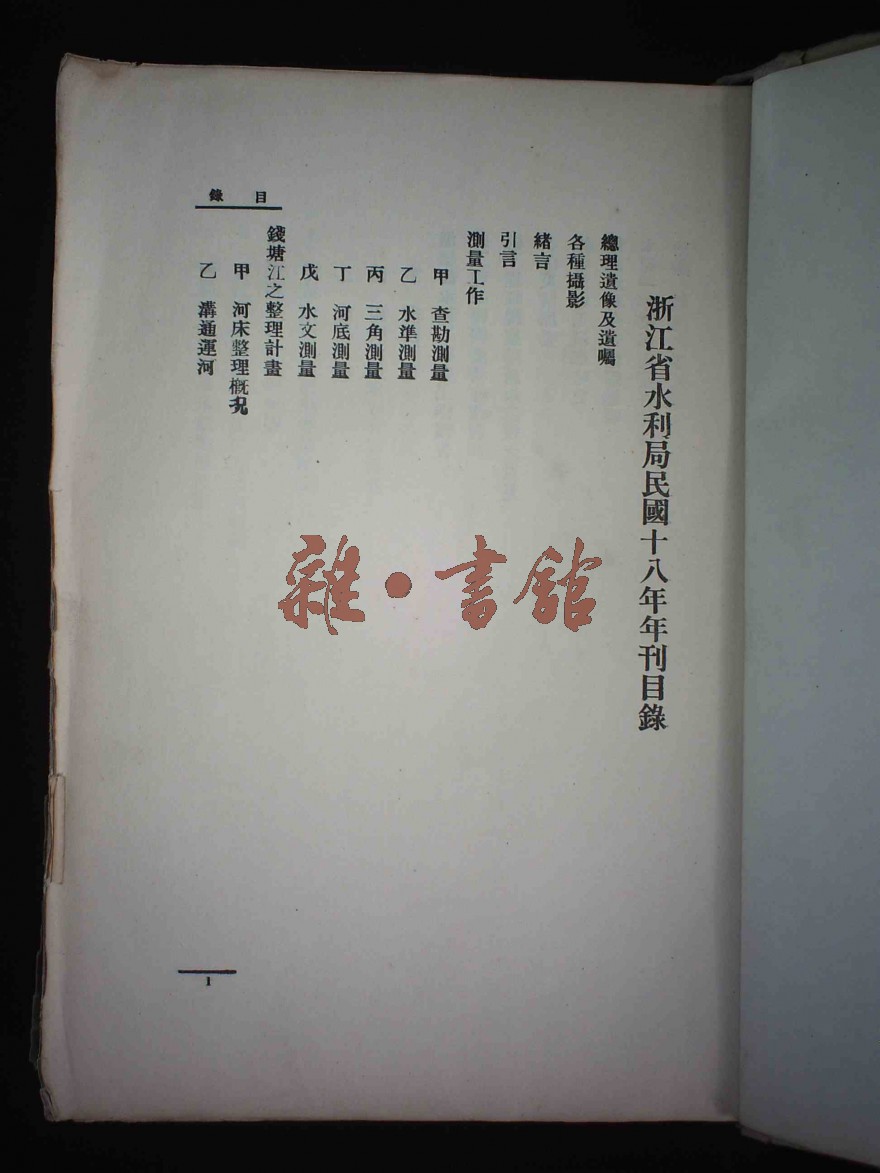 浙江省水利局民國十八年年刊目錄
總理遺像及遺囑
各種攝影
緒言
引言
測量工作
甲 查勘測量
乙 水準測量
丙 三角測量
丁 河底測量
戊 水文測量
錢塘江之整理計畫
甲 河床整理概況
乙 溝通運河
目錄
1
雜·書館